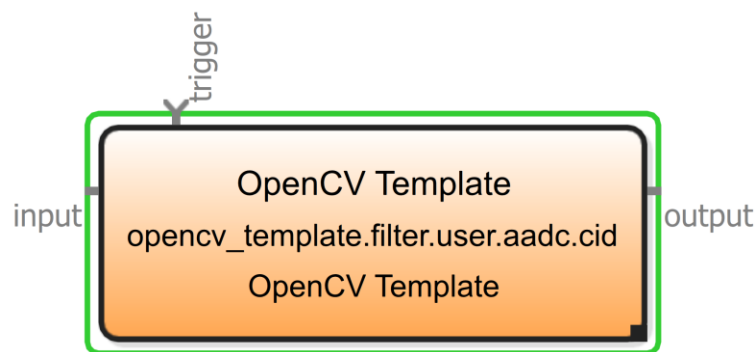 trigger
OpenCV Template
input
opencv_template.filter.user.aadc.cid
output
OpenCV Template